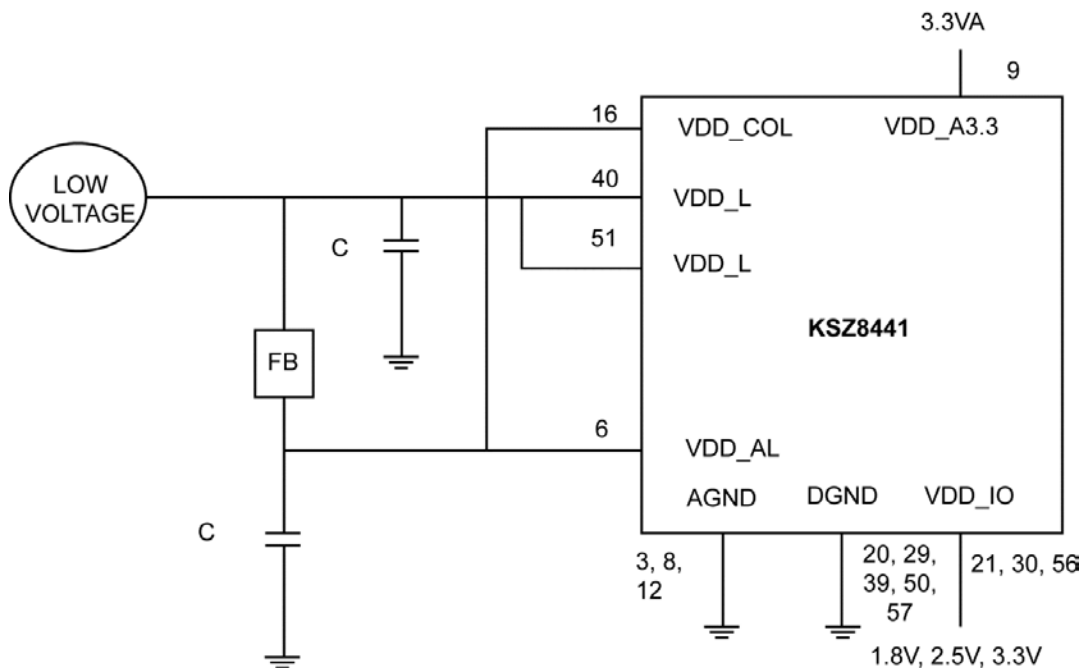 3.3VA
9
16
VDD_COL
VDD_A3.3
LOW
VOLTAGE
40
VDD_L
C
51
VDD_L
KSZ8441
FB
6
VDD_AL
AGND
DGND
VDD_IO
C
3, 8,
12
20, 29,
39, 50,
57
21, 30, 56
1.8V, 2.5V, 3.3V